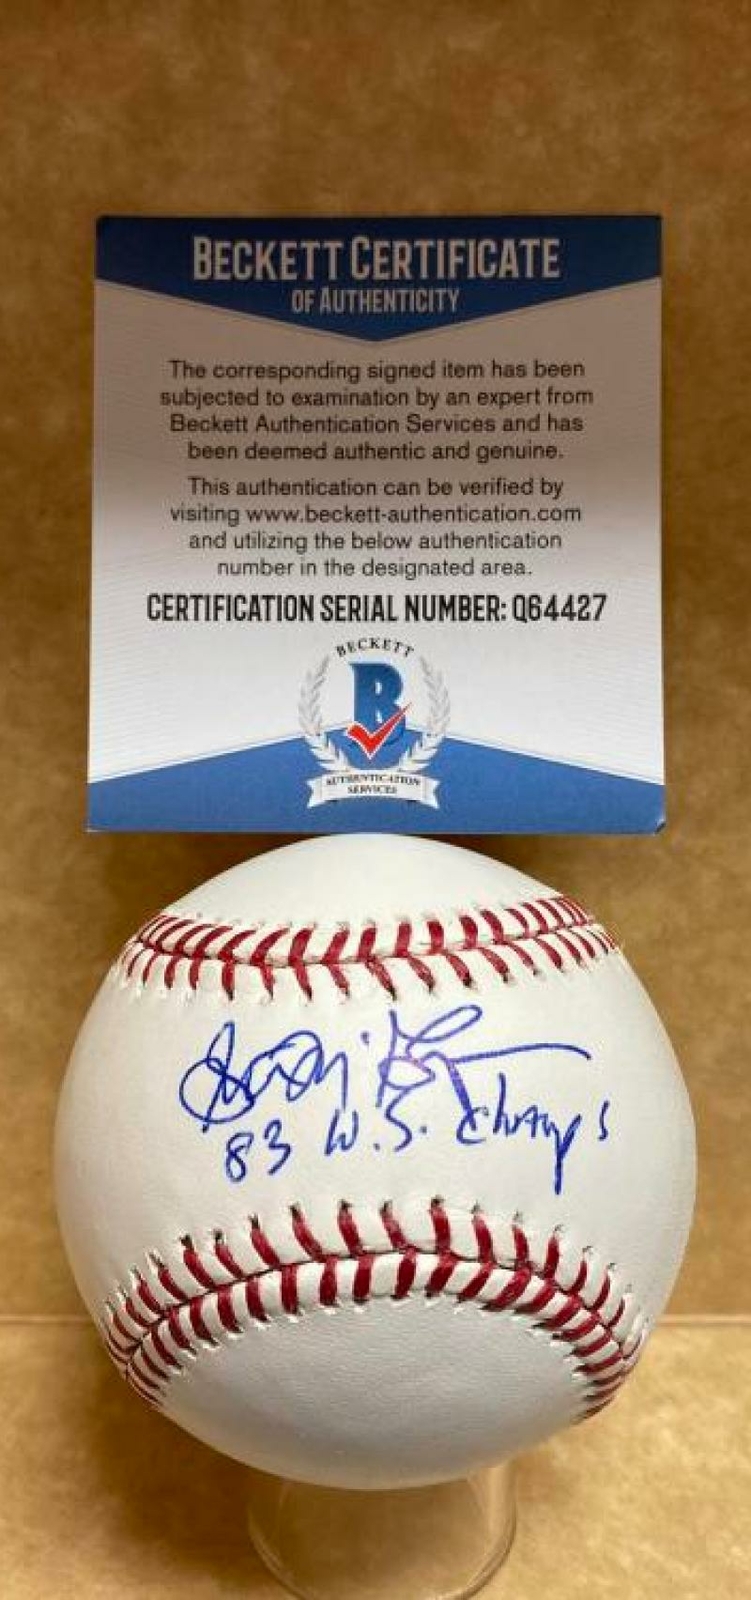 BECKETT CERTIFICATE
OF AUTHENTICITY
The corresponding signed item has been
subjected to examination by an expert from
Beckett Authentication Services and has
been deemed authentic and genuine.
This authentication can be verified by
visiting www.beckett-authentication.com
and utilizing the below authentication
number in the designated area.
CERTIFICATION SERIAL NUMBER: Q64427
BECKETT
B
AUTHENTICATION
SERVICES
83 W.S. Champs